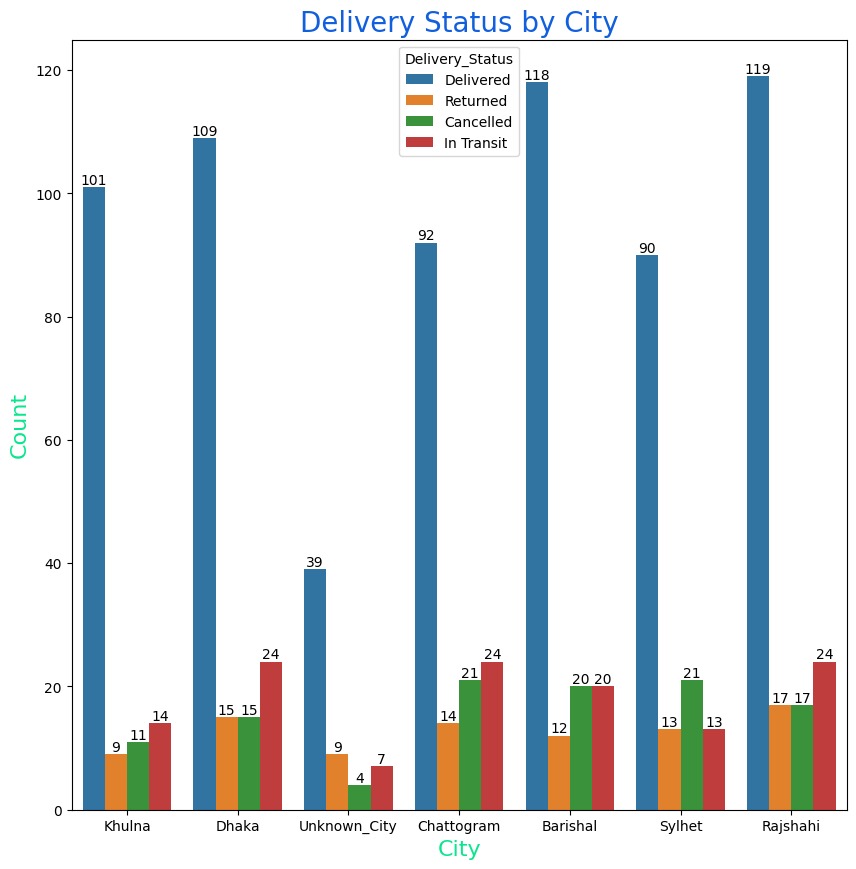 Delivery Status by City
Delivery_Status
Delivered
Returned
Cancelled
In Transit
Count
120
100
80
60
40
20
0
101
9
11
14
109
15
15
24
39
9
4
7
92
14
21
24
118
12
20
20
90
13
21
13
119
17
17
24
Khulna
Dhaka
Unknown_City
Chattogram
Barishal
Sylhet
Rajshahi
City